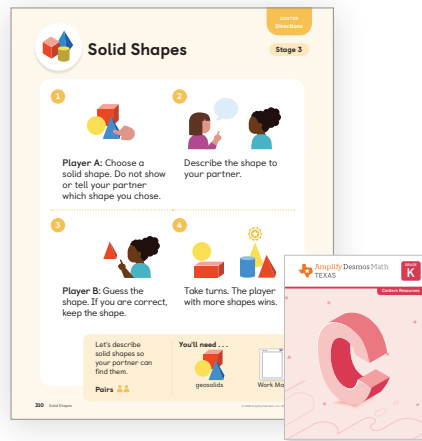 CENTER
Directions
Solid Shapes
Stage 3
1
2
Player A: Choose a
solid shape. Do not show
or tell your partner
which shape you chose.
Describe the shape to
your partner.
3
4
Player B: Guess the
shape. If you are correct,
keep the shape.
Take turns. The player
with more shapes wins.
Let's describe
solid shapes so
your partner can
find them.
Pairs
You'll need . . .
geosolids
Work Ma
310 Solid Shapes
Amplify Desmos Math
TEXAS
GRADE
K
Centers Resources